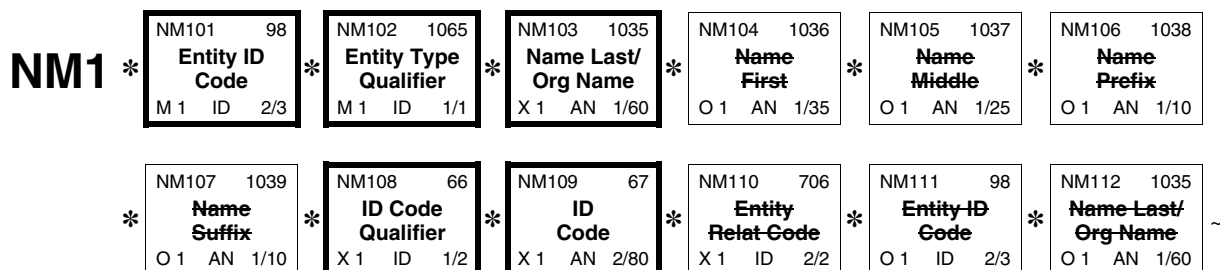 NM101 98 NM102 1065 NM103 1035 NM104 1036 NM105 1037 NM106 1038
NM1 * Entity ID * Entity Type * Name Last/ * Name * Name * Name
Code Qualifier Org Name First Middle Prefix
M 1 ID 2/3 M 1 ID 1/1 X 1 AN 1/60 O 1 AN 1/35 O 1 AN 1/25 O 1 AN 1/10
NM107 1039 NM108 66 NM109 67 NM110 706 NM111 98 NM112 1035
* Name * ID Code * ID * Entity * Entity ID * Name Last/ ~
Suffix Qualifier Code Relat Code Code Org Name
O 1 AN 1/10 X 1 ID 1/2 X 1 AN 2/80 X 1 ID 2/2 O 1 ID 2/3 O 1 AN 1/60